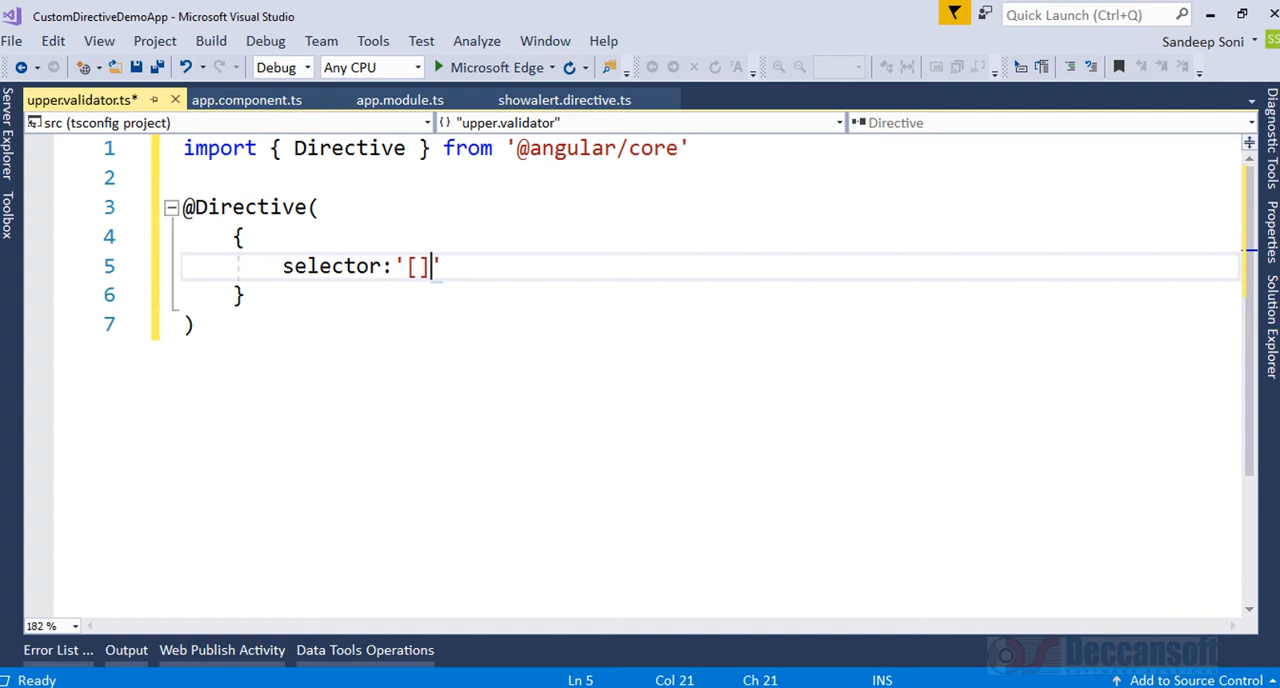 CustomDirectiveDemoApp - Microsoft Visual Studio
Quick Launch (Ctrl+Q)
File Edit View Project Build Debug Team Tools Test Analyze Window Help
Sandeep Soni
SS
Debug Any CPU Microsoft Edge
Server Explorer
Toolbox
upper.validator.ts* app.component.ts app.module.ts showalert.directive.ts
src (tsconfig project) {} "upper.validator" Directive
1 import { Directive } from '@angular/core'
2
3 @Directive(
4 {
5 selector:'[]'
6 }
7 )
Diagnostic Tools
Properties
Solution Explorer
182 %
Error List ... Output Web Publish Activity Data Tools Operations
Deccansoft
Ready Ln 5 Col 21 Ch 21 INS Add to Source Control